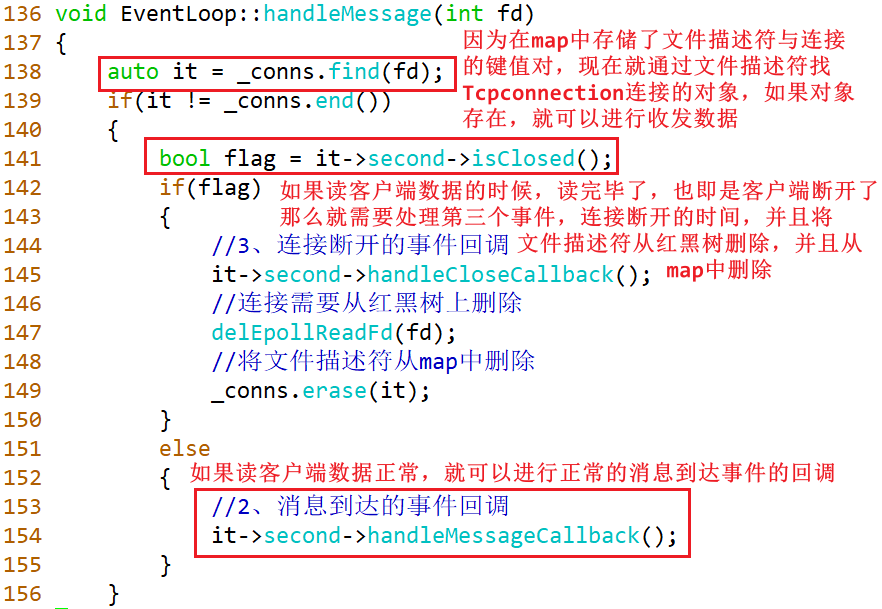 136 void EventLoop::handleMessage(int fd)
137 {
因为在map中存储了文件描述符与连接
138 auto it = _conns.find(fd);
的键值对，现在就通过文件描述符找
139 if(it != _conns.end())
Tcpconnection连接的对象，如果对象
140 {
存在，就可以进行收发数据
141 bool flag = it->second->isClosed();
142 if(flag)
如果读客户端数据的时候，读完毕了，也即是客户端断开了
143 {
那么就需要处理第三个事件，连接断开的时间，并且将
144 //3、连接断开的事件回调
文件描述符从红黑树删除，并且从
145 it->second->handleCloseCallback();
map中删除
146 //连接需要从红黑树上删除
147 delEpollReadFd(fd);
148 //将文件描述符从map中删除
149 _conns.erase(it);
150 }
151 else
152 {
如果读客户端数据正常，就可以进行正常的消息到达事件的回调
153 //2、消息到达的事件回调
154 it->second->handleMessageCallback();
155 }
156 }